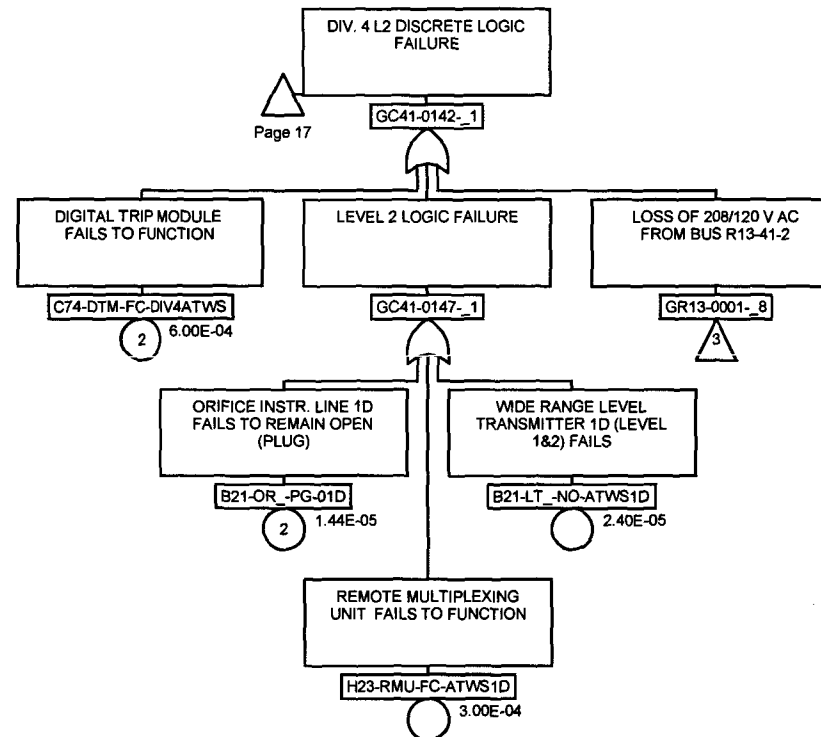 DIV. 4 L2 DISCRETE LOGIC
FAILURE
Page 17
GC41-0142-_1
DIGITAL TRIP MODULE
FAILS TO FUNCTION
C74-DTM-FC-DIV4ATWS
2
6.00E-04
LEVEL 2 LOGIC FAILURE
GC41-0147-_1
LOSS OF 208/120 V AC
FROM BUS R13-41-2
GR13-0001-_8
3
ORIFICE INSTR. LINE 1D
FAILS TO REMAIN OPEN
(PLUG)
B21-OR_-PG-01D
2
1.44E-05
WIDE RANGE LEVEL
TRANSMITTER 1D (LEVEL
1&2) FAILS
B21-LT_-NO-ATWS1D
2.40E-05
REMOTE MULTIPLEXING
UNIT FAILS TO FUNCTION
H23-RMU-FC-ATWS1D
3.00E-04